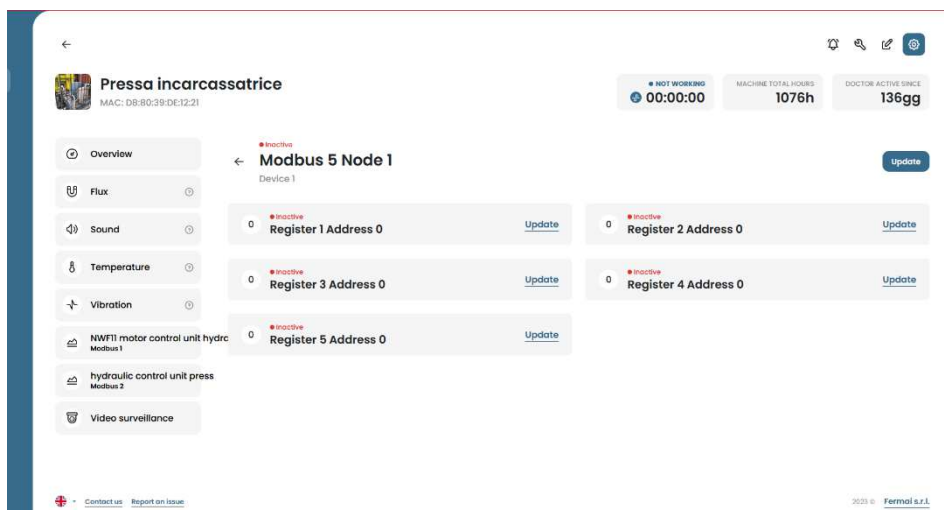 Pressa incarcassatrice
MAC: D8:80:39:DE:12:21
NOT WORKING
00:00:00
MACHINE TOTAL HOURS
1076h
DOCTOR ACTIVE SINCE
136gg
Overview
Flux
Sound
Temperature
Vibration
NWF11 motor control unit hydrc
Modbus 1
hydraulic control unit press
Modbus 2
Video surveillance
Inactive
Modbus 5 Node 1
Device 1
Update
0
Inactive
Register 1 Address 0
Update
0
Inactive
Register 2 Address 0
Update
0
Inactive
Register 3 Address 0
Update
0
Inactive
Register 4 Address 0
Update
0
Inactive
Register 5 Address 0
Update
Contact us Report an issue
2023 © Fermai s.r.l.